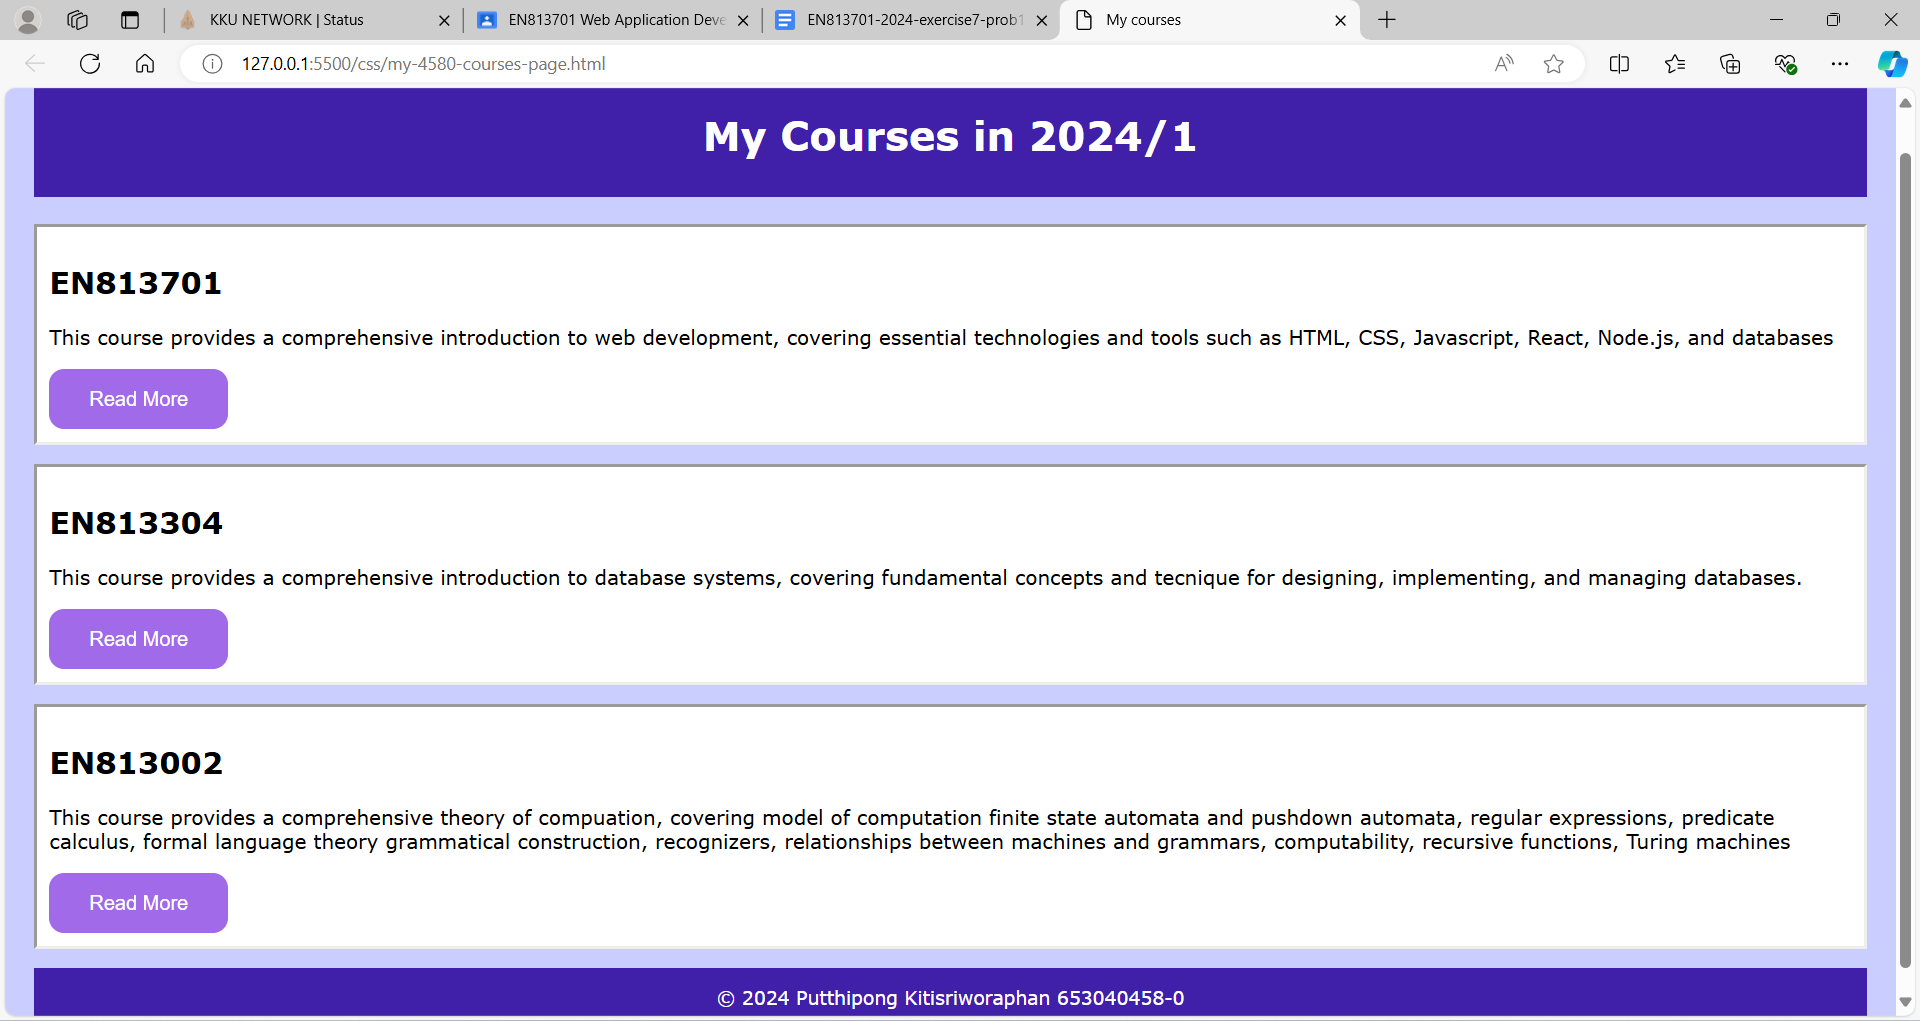 KKU NETWORK | Status
EN813701 Web Application Deve
EN813701-2024-exercise7-prob1
My courses
127.0.0.1:5500/css/my-4580-courses-page.html
My Courses in 2024/1
EN813701
This course provides a comprehensive introduction to web development, covering essential technologies and tools such as HTML, CSS, Javascript, React, Node.js, and databases
Read More
EN813304
This course provides a comprehensive introduction to database systems, covering fundamental concepts and tecnique for designing, implementing, and managing databases.
Read More
EN813002
This course provides a comprehensive theory of compuation, covering model of computation finite state automata and pushdown automata, regular expressions, predicate
calculus, formal language theory grammatical construction, recognizers, relationships between machines and grammars, computability, recursive functions, Turing machines
Read More
© 2024 Putthipong Kitisriworaphan 653040458-0